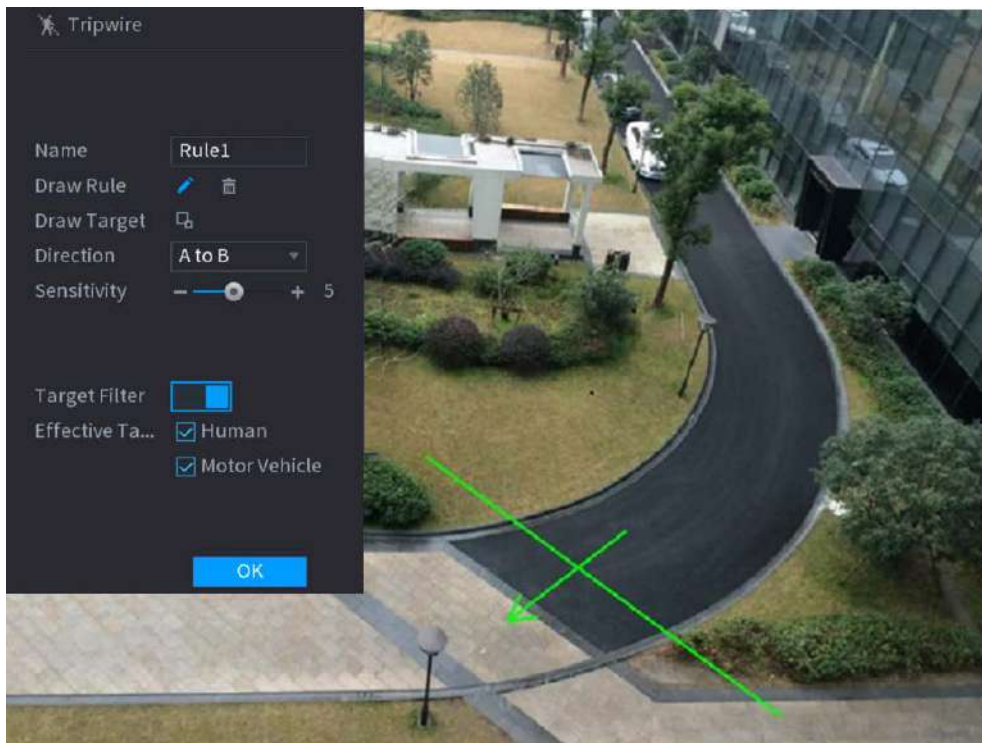 Tripwire
Name Rule1
Draw Rule
Draw Target
Direction A to B
Sensitivity 5
Target Filter
Effective Ta... Human
Motor Vehicle
OK